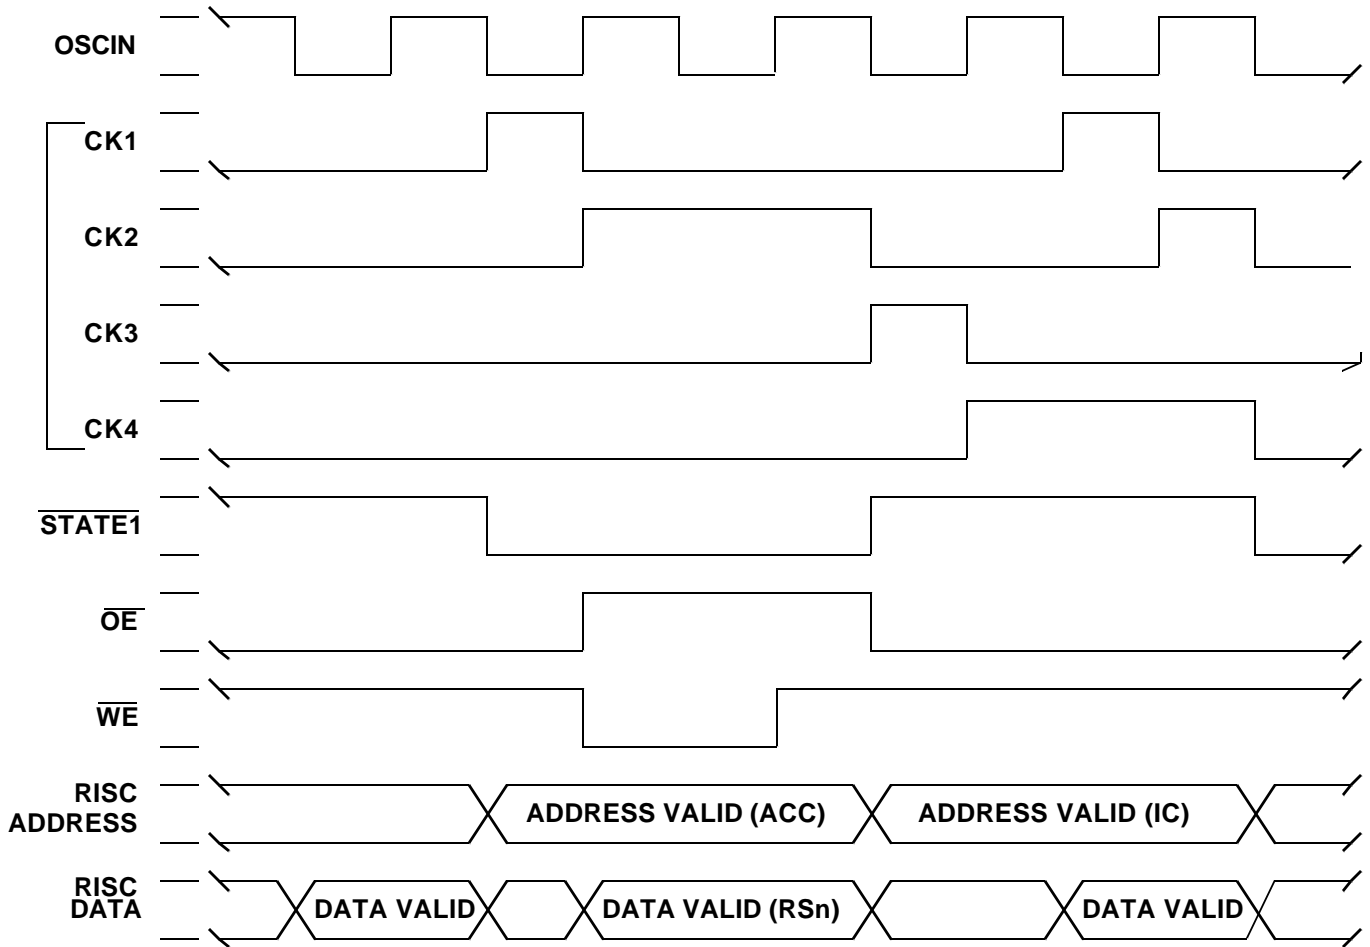 OSCIN
CK1
CK2
CK3
CK4
STATE1
OE
WE
RISC
ADDRESS
ADDRESS VALID (ACC)
ADDRESS VALID (IC)
RISC
DATA
DATA VALID
DATA VALID (RSn)
DATA VALID